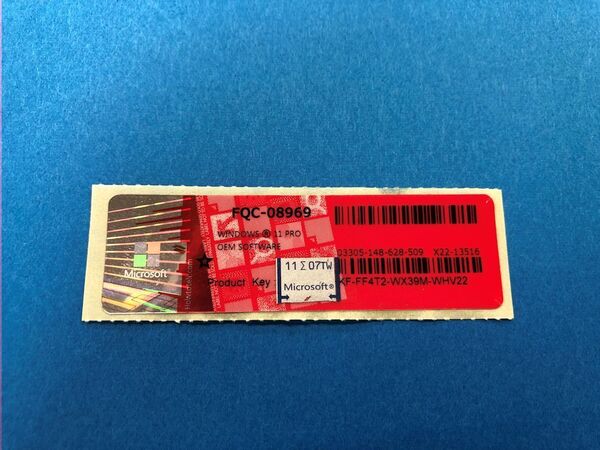 FQC-08969
WINDOWS ® 11 PRO
OEM SOFTWARE
03305-148-628-509 X22-13516
Microsoft
Product Key :
11 Σ 07TW
Microsoft®
KF-FF4T2-WX39M-WHV22